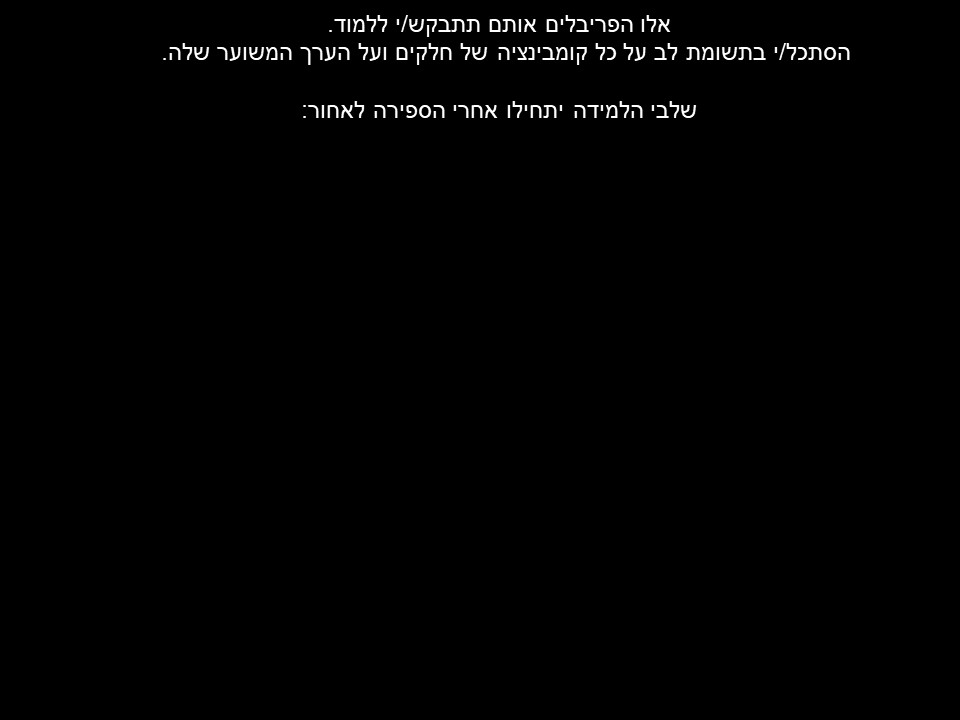 אלו הפריבלים אותם תתבקש/י ללמוד.
הסתכל/י בתשומת לב על כל קומבינציה של חלקים ועל הערך המשוער שלה.
שלבי הלמידה יתחילו אחרי הספירה לאחור: